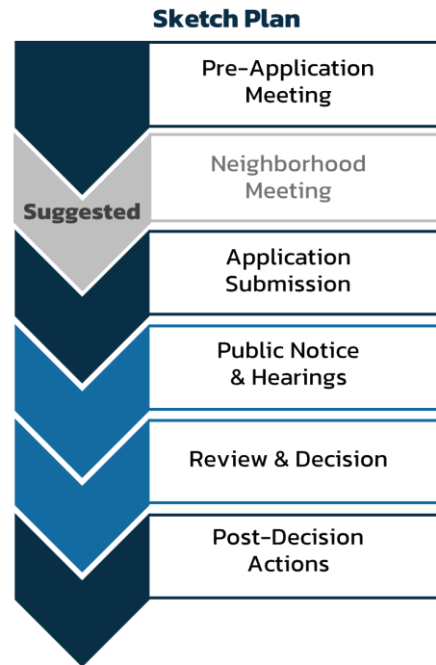 Sketch Plan
Pre-Application
Meeting
Suggested
Neighborhood
Meeting
Application
Submission
Public Notice
& Hearings
Review & Decision
Post-Decision
Actions